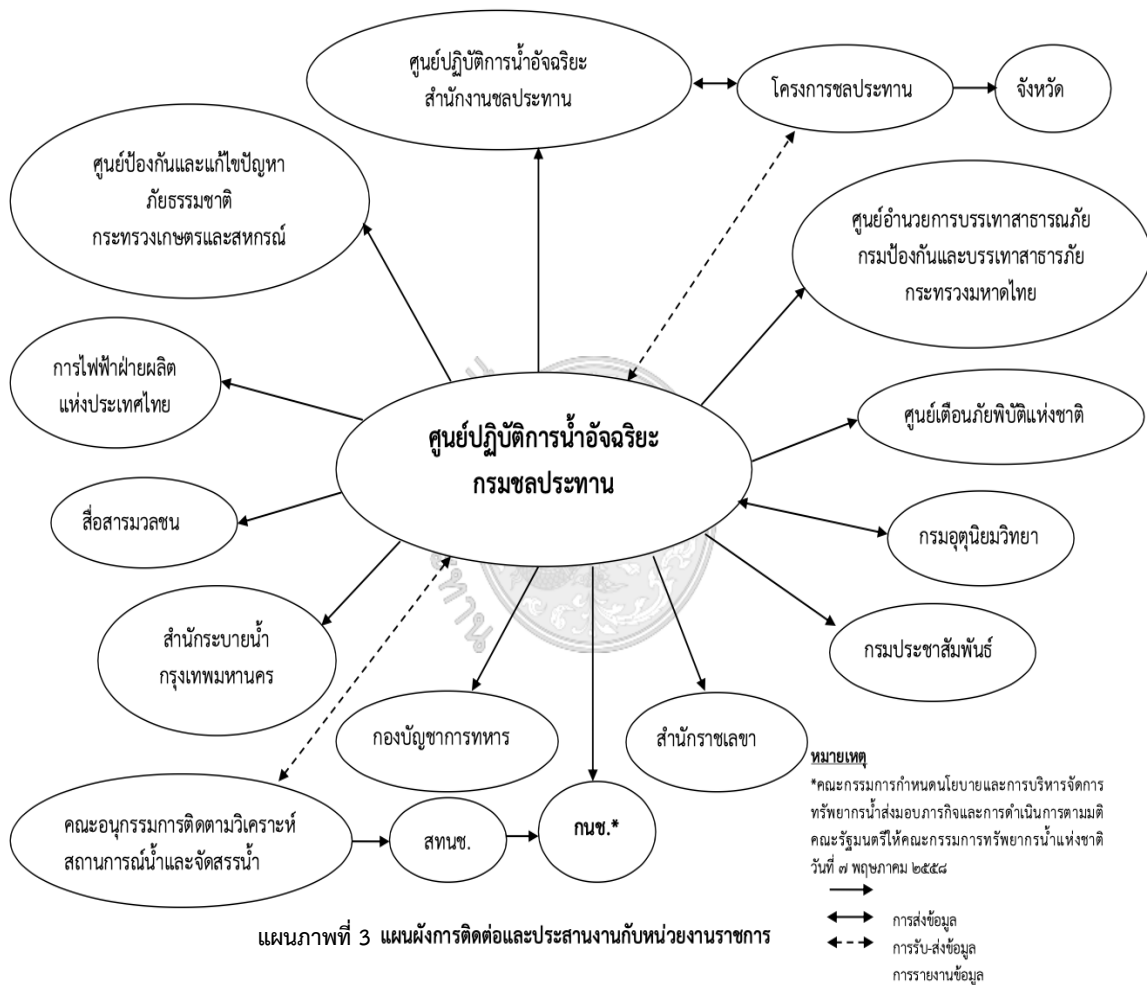 ศูนย์ปฏิบัติการน้ำอัจฉริยะ
สำนักงานชลประทาน
โครงการชลประทาน
จังหวัด
ศูนย์ป้องกันและแก้ไขปัญหา
ภัยธรรมชาติ
กระทรวงเกษตรและสหกรณ์
ศูนย์อำนวยการบรรเทาสาธารณภัย
กรมป้องกันและบรรเทาสาธารภัย
กระทรวงมหาดไทย
การไฟฟ้าฝ่ายผลิต
แห่งประเทศไทย
ศูนย์ปฏิบัติการน้ำอัจฉริยะ
กรมชลประทาน
ศูนย์เตือนภัยพิบัติแห่งชาติ
สื่อสารมวลชน
กรมอุตุนิยมวิทยา
สำนักระบายน้ำ
กรุงเทพมหานคร
กรมประชาสัมพันธ์
กองบัญชาการทหาร
สำนักราชเลขา
คณะอนุกรรมการติดตามวิเคราะห์
สถานการณ์น้ำและจัดสรรน้ำ
สทนช.
กนช.*
หมายเหตุ
*คณะกรรมการกำหนดนโยบายและการบริหารจัดการ
ทรัพยากรน้ำส่งมอบภารกิจและการดำเนินการตามมติ
คณะรัฐมนตรีให้คณะกรรมการทรัพยากรน้ำแห่งชาติ
วันที่ ๗ พฤษภาคม ๒๕๕๘
การส่งข้อมูล
การรับ-ส่งข้อมูล
การรายงานข้อมูล
แผนภาพที่ 3 แผนผังการติดต่อและประสานงานกับหน่วยงานราชการ